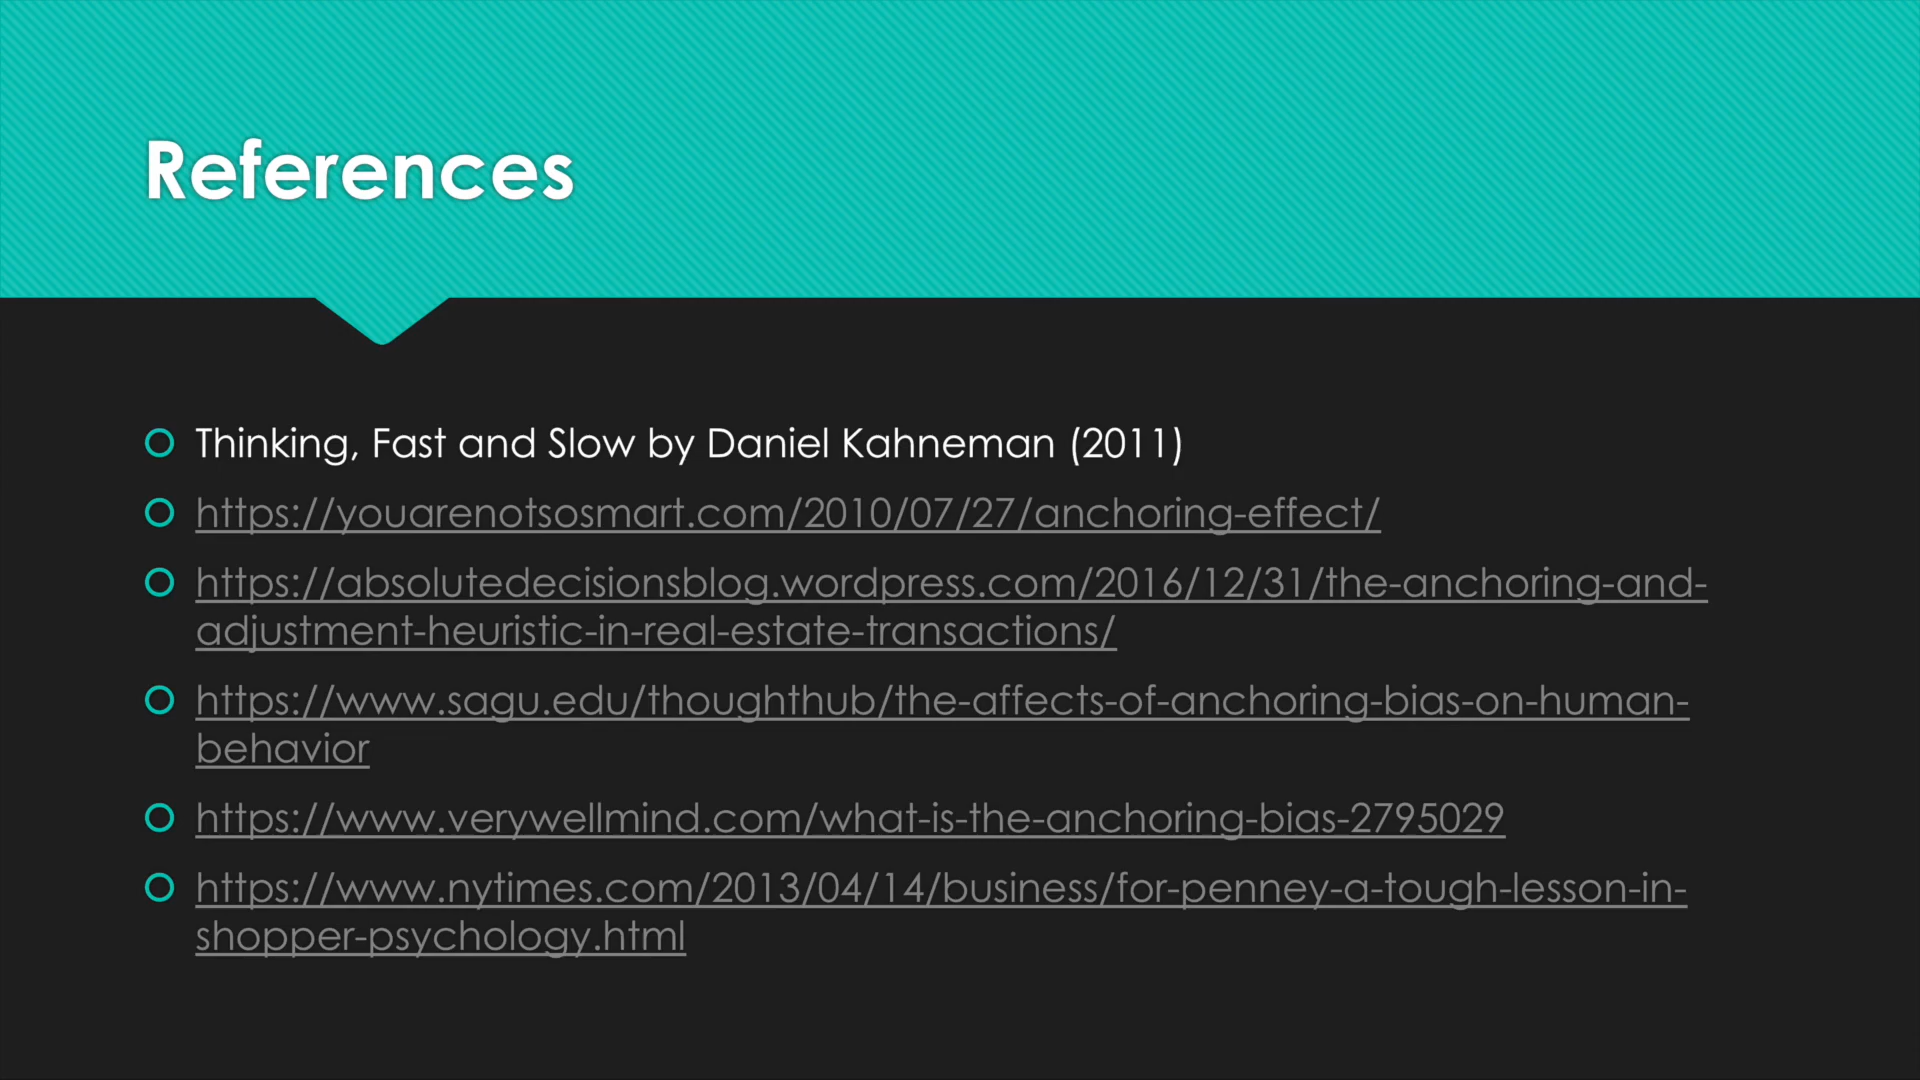 References
Thinking, Fast and Slow by Daniel Kahneman (2011)
https://youarenotsosmart.com/2010/07/27/anchoring-effect/
https://absolutedecisionsblog.wordpress.com/2016/12/31/the-anchoring-and-
adjustment-heuristic-in-real-estate-transactions/
https://www.sagu.edu/thoughthub/the-affects-of-anchoring-bias-on-human-
behavior
https://www.verywellmind.com/what-is-the-anchoring-bias-2795029
https://www.nytimes.com/2013/04/14/business/for-penney-a-tough-lesson-in-
shopper-psychology.html